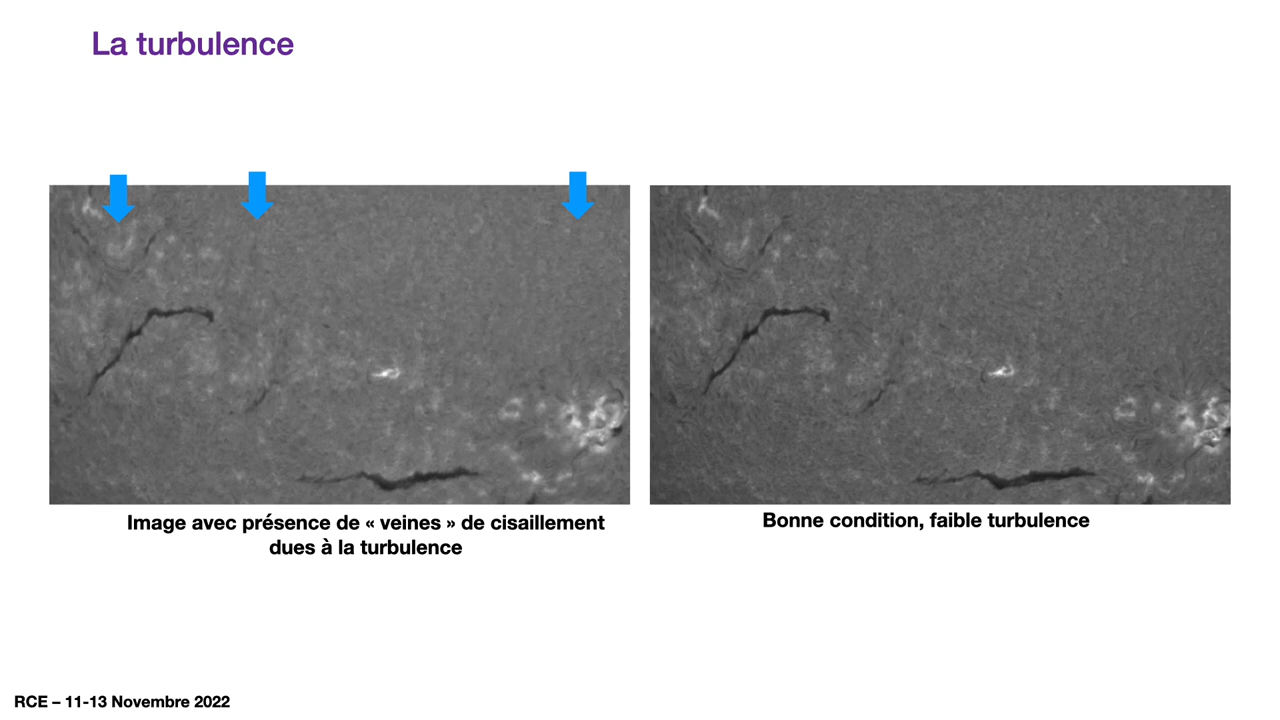 La turbulence
Image avec présence de « veines » de cisaillement
dues à la turbulence
Bonne condition, faible turbulence
RCE – 11-13 Novembre 2022